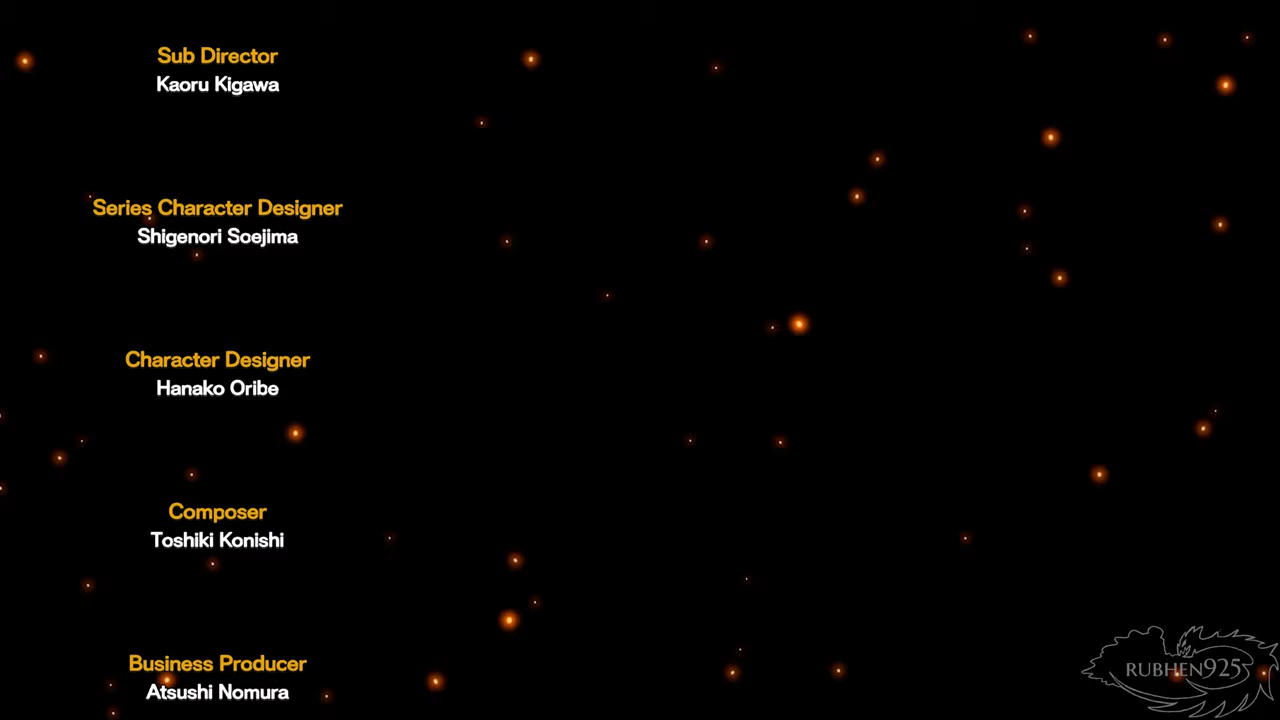 Sub Director
Kaoru Kigawa
Series Character Designer
Shigenori Soejima
Character Designer
Hanako Oribe
Composer
Toshiki Konishi
Business Producer
Atsushi Nomura
RUBHEN925